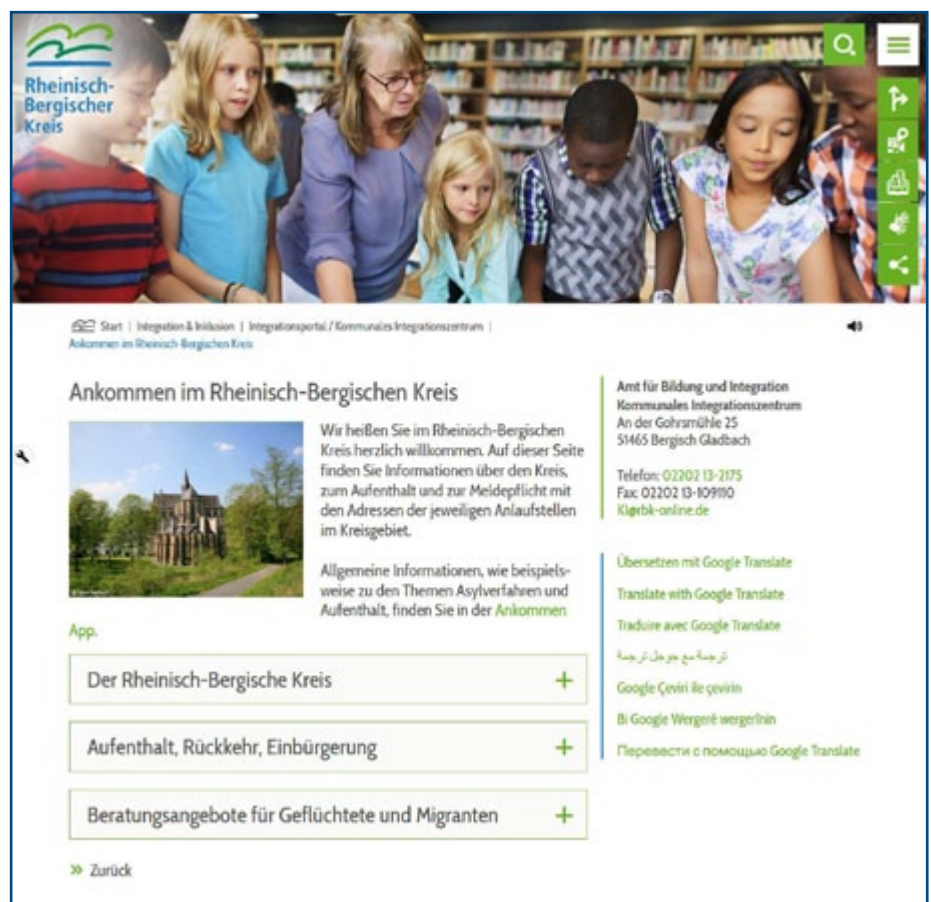 Rheinisch-
Bergischer
Kreis
Start | Integration & Inklusion | Integrationsportal / Kommunales Integrationszentrum |
Ankommen im Rheinisch-Bergischen Kreis
Ankommen im Rheinisch-Bergischen Kreis
Wir heißen Sie im Rheinisch-Bergischen
Kreis herzlich willkommen. Auf dieser Seite
finden Sie Informationen über den Kreis,
zum Aufenthalt und zur Meldepflicht mit
den Adressen der jeweiligen Anlaufstellen
im Kreisgebiet.
Allgemeine Informationen, wie beispiels-
weise zu den Themen Asylverfahren und
Aufenthalt, finden Sie in der Ankommen
App.
Der Rheinisch-Bergische Kreis
Aufenthalt, Rückkehr, Einbürgerung
Beratungsangebote für Geflüchtete und Migranten
Zurück
Amt für Bildung und Integration
Kommunales Integrationszentrum
An der Gohrsmühle 25
51465 Bergisch Gladbach
Telefon: 02202 13-2175
Fax: 02202 13-109110
KI@rbk-online.de
Übersetzen mit Google Translate
Translate with Google Translate
Traduire avec Google Translate
ترجمة مع جوجل ترجمة
Google Çeviri ile çevirin
Bi Google Wergerê wergerînin
Перевести с помощью Google Translate